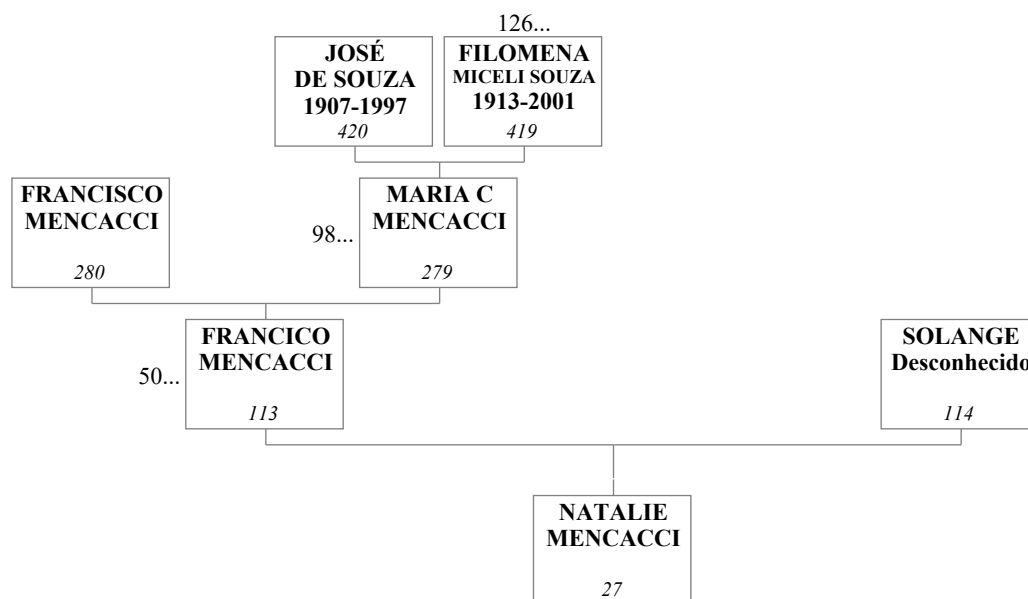 126...
JOSÉ
DE SOUZA
1907-1997
420
FILOMENA
MICELI SOUZA
1913-2001
419
FRANCISCO
MENCACCI
280
98...
MARIA C
MENCACCI
279
50...
FRANCICO
MENCACCI
113
SOLANGE
Desconhecido
114
NATALIE
MENCACCI
27